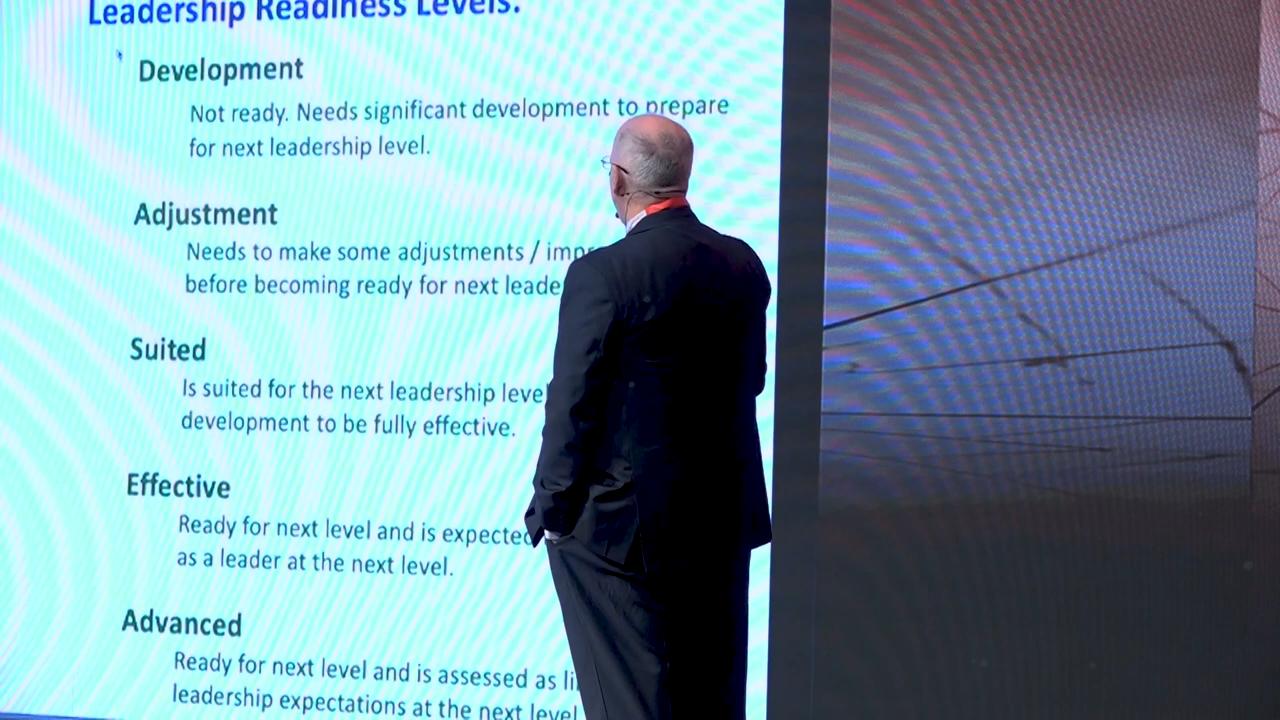 Leadership Readiness Levels:
Development
Not ready. Needs significant development to prepare
for next leadership level.
Adjustment
Needs to make some adjustments /
before becoming ready for next
Suited
Is suited for the next leadership
development to be fully effective.
Effective
Ready for next level and is expected
as a leader at the next level.
Advanced
Ready for next level and is assessed as
leadership expectations at the next level